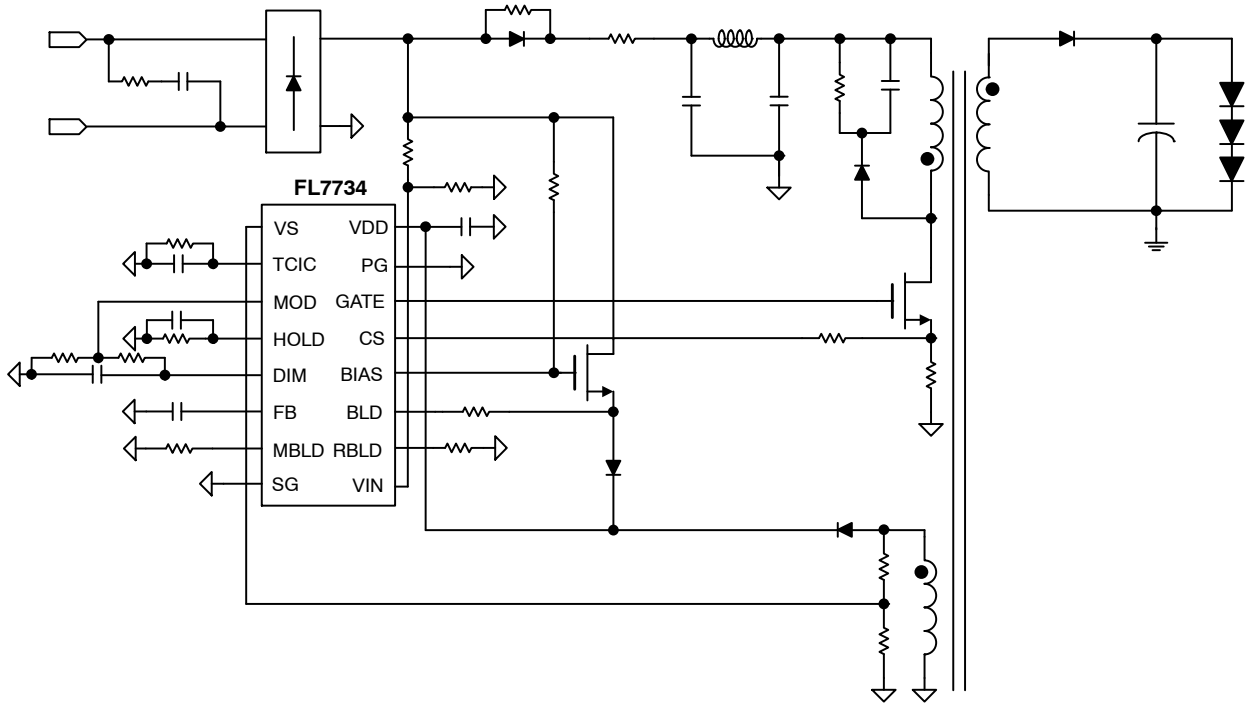 FL7734
VS VDD
TCIC PG
MOD GATE
HOLD CS
DIM BIAS
FB BLD
MBLD RBLD
SG VIN